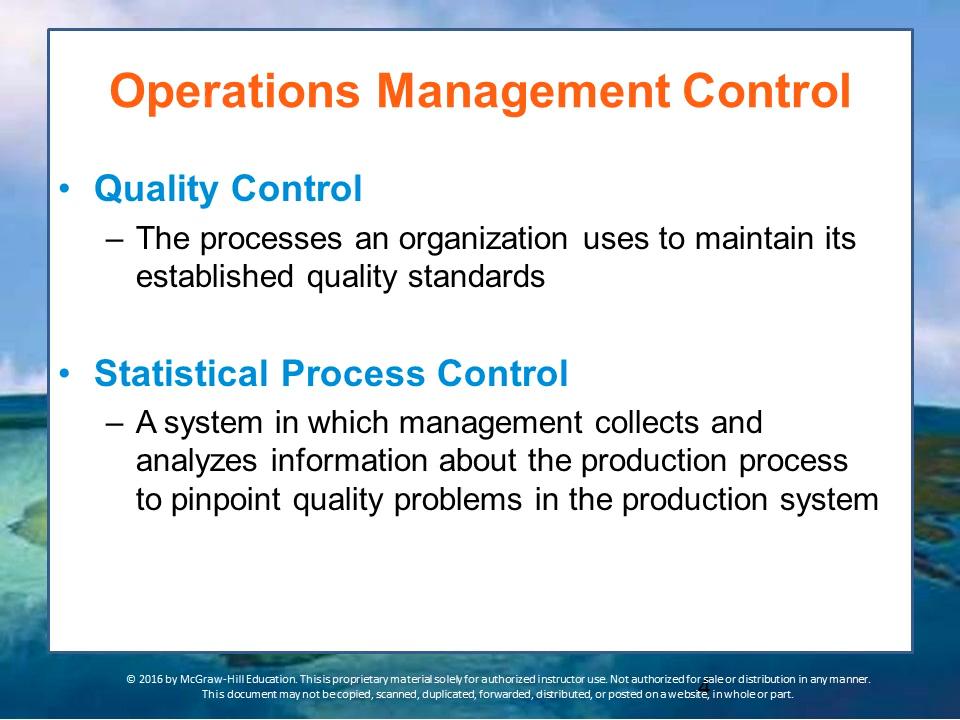 Operations Management Control
• Quality Control
– The processes an organization uses to maintain its
established quality standards
• Statistical Process Control
– A system in which management collects and
analyzes information about the production process
to pinpoint quality problems in the production system
© 2016 by McGraw-Hill Education. This is proprietary material solely for authorized instructor use. Not authorized for sale or distribution in any manner.
This document may not be copied, scanned, duplicated, forwarded, distributed, or posted on a website, in whole or part.
4